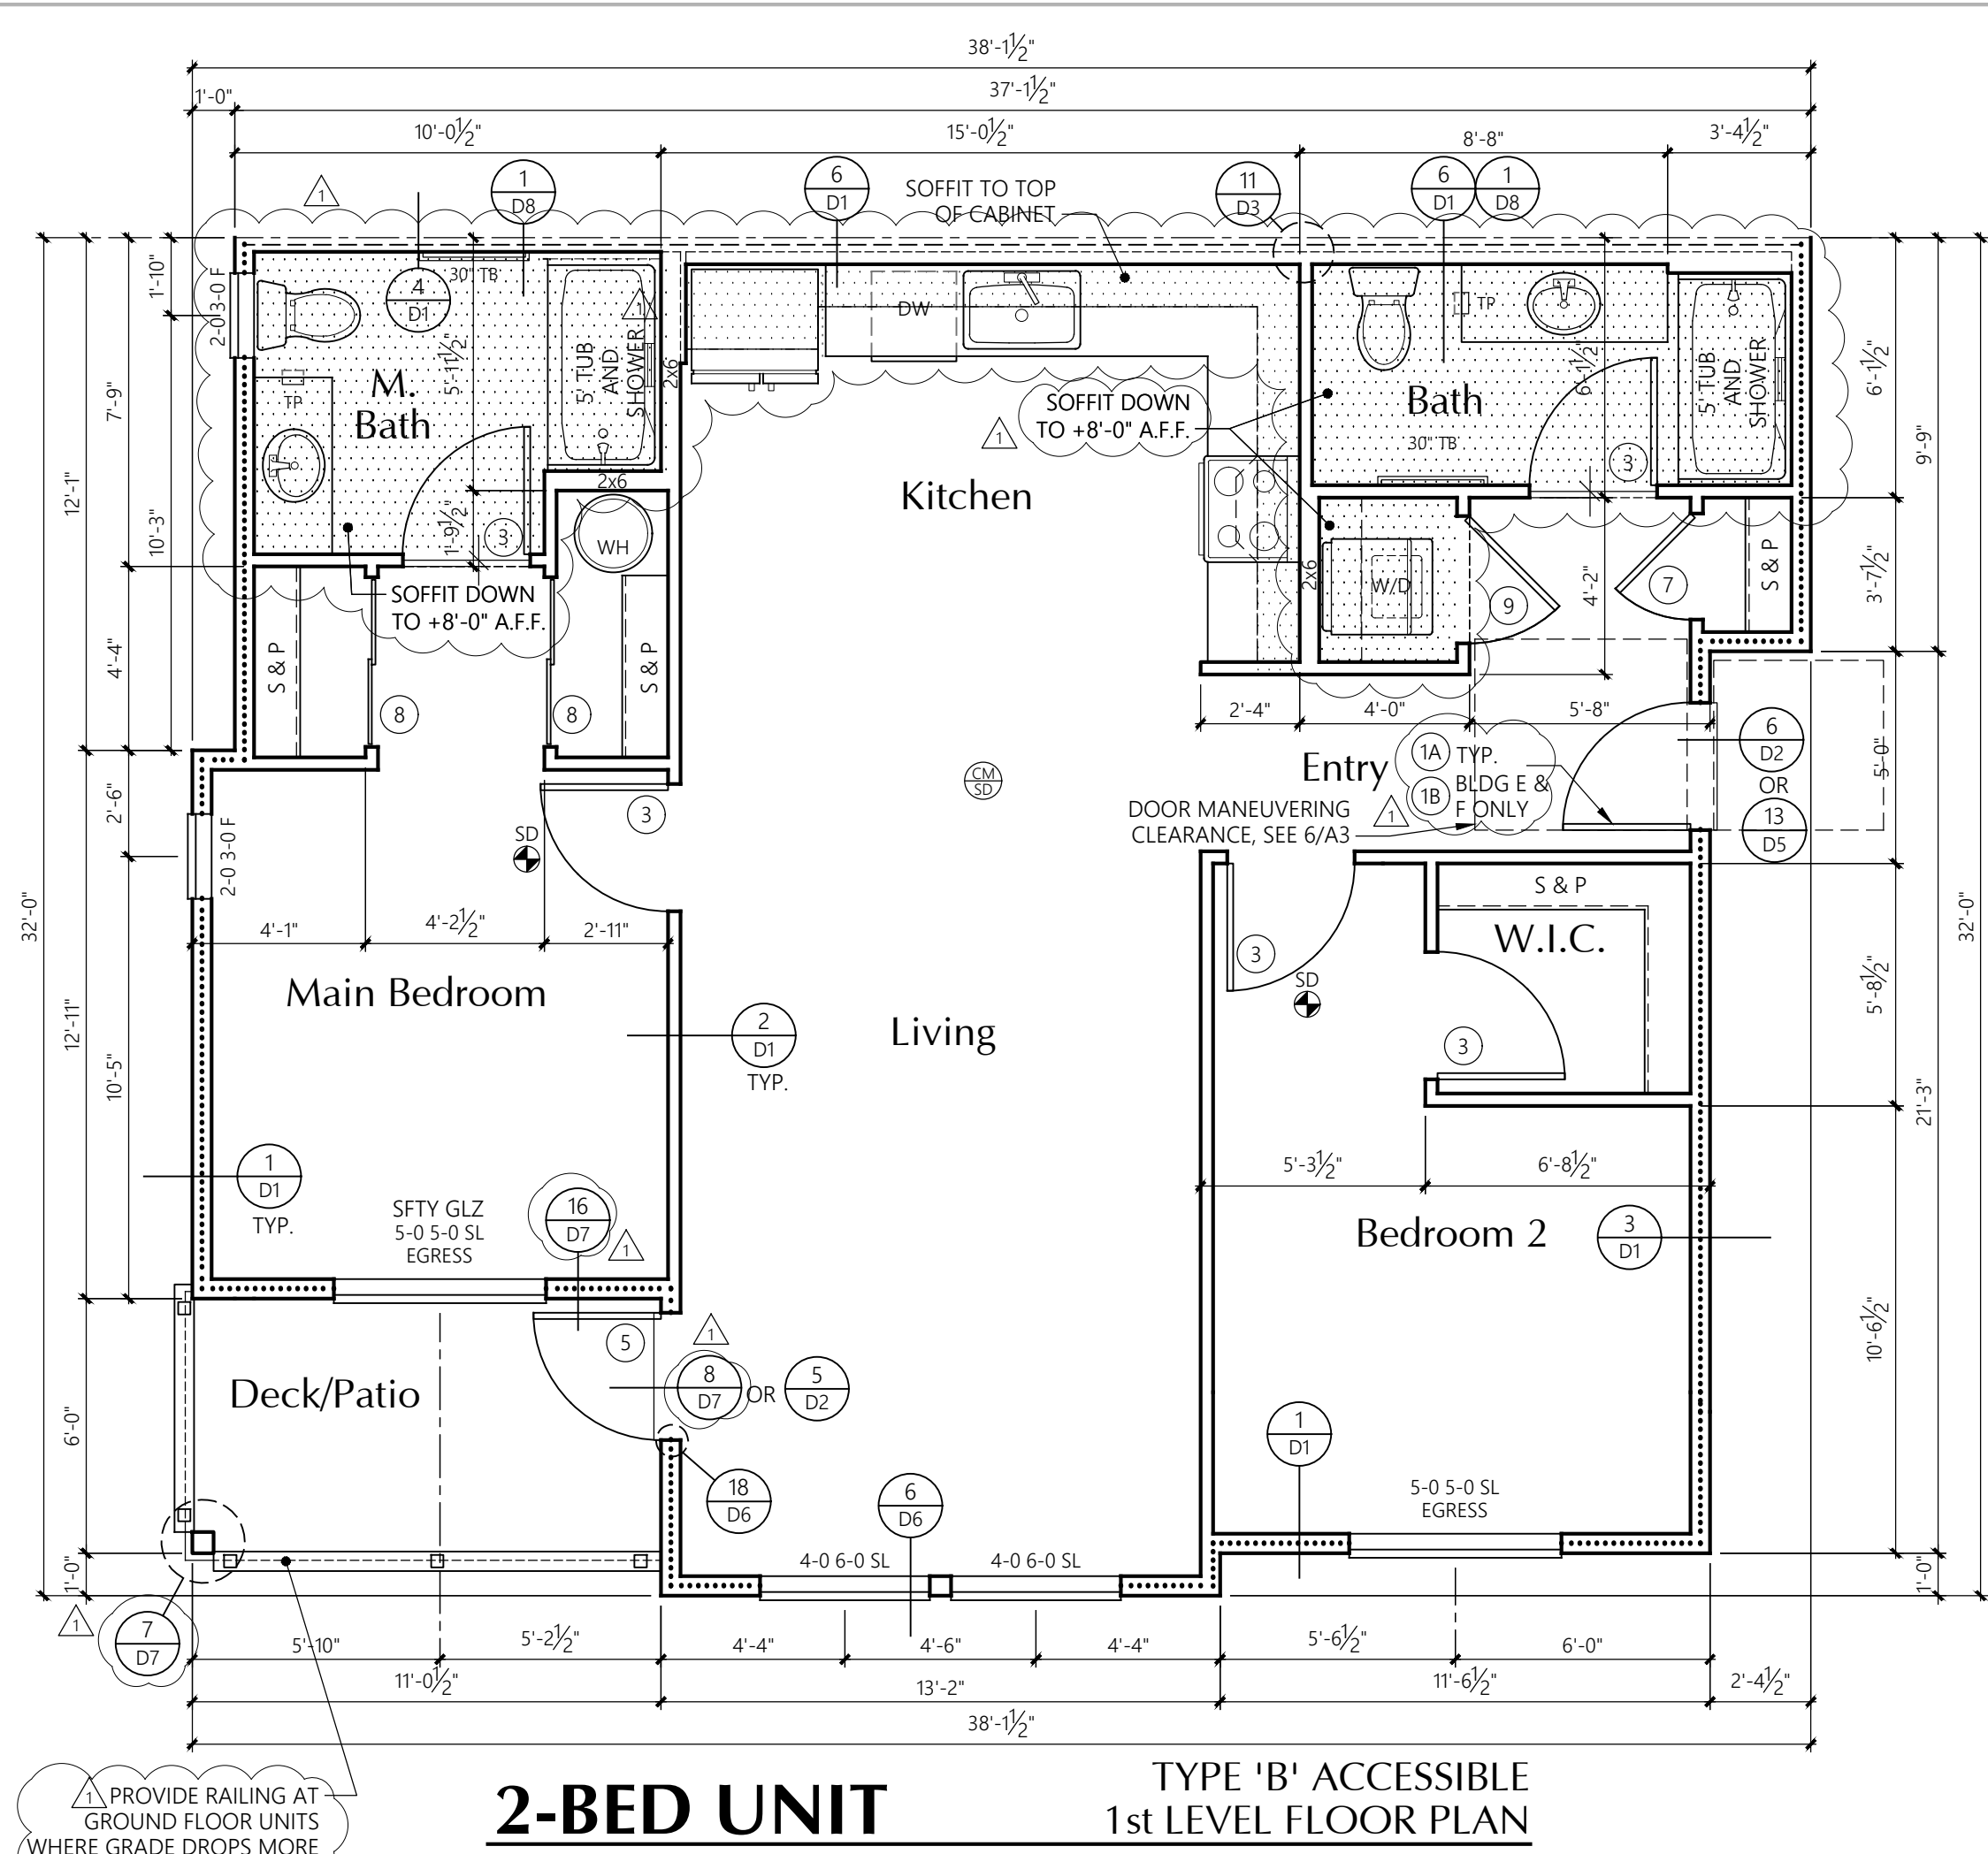 38'-1½"
1'-0"
37'-1½"
10'-0½"
15'-0½"
8'-8"
3'-4½"
1
1
D8
6
D1
SOFFIT TO TOP
OF CABINET
11
D3
6
D1
1
D8
1'-10"
2-0 3-0 F
4
D1
30" TB
5'-11½"
5' TUB
AND
SHOWER
1
2x6
DW
TP
6'-1½"
5' TUB
AND
SHOWER
6'-1½"
7'-9"
TP
M.
Bath
SOFFIT DOWN
TO +8'-0" A.F.F.
1
Bath
30" TB
3
9'-9"
12'-1"
10'-3"
1'-9½"
3
2x6
WH
Kitchen
SOFFIT DOWN
TO +8'-0" A.F.F.
2x6
W/D
9
4'-2"
7
S & P
3'-7½"
4'-4"
S & P
8
8
S & P
2'-4"
4'-0"
5'-8"
6
D2
OR
13
D5
5'-0"
Entry
1A TYP.
1B BLDG E &
F ONLY
DOOR MANEUVERING
CLEARANCE, SEE 6/A3
1
CM
SD
2'-6"
2-0 3-0 F
SD
3
32'-0"
32'-0"
4'-1"
4'-2½"
2'-11"
S & P
W.I.C.
3
SD
5'-8½"
Main Bedroom
12'-11"
10'-5"
2
D1
TYP.
Living
3
21'-3"
1
D1
TYP.
SFTY GLZ
5-0 5-0 SL
EGRESS
16
D7
1
5'-3½"
6'-8½"
Bedroom 2
3
D1
10'-6½"
5
1
8
D7
OR
5
D2
Deck/Patio
6'-0"
18
D6
6
D6
1
D1
5-0 5-0 SL
EGRESS
4-0 6-0 SL
4-0 6-0 SL
1'-0"
1'-0"
1
7
D7
5'-10"
5'-2½"
4'-4"
4'-6"
4'-4"
5'-6½"
6'-0"
11'-0½"
13'-2"
11'-6½"
2'-4½"
38'-1½"
1 PROVIDE RAILING AT
GROUND FLOOR UNITS
WHERE GRADE DROPS MORE
2-BED UNIT
TYPE 'B' ACCESSIBLE
1st LEVEL FLOOR PLAN